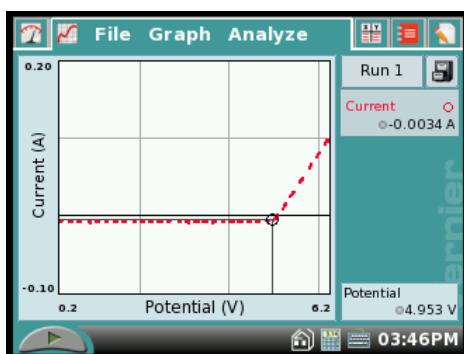 File Graph Analyze
Run 1
Current
-0.0034 A
0.20
Current (A)
-0.10
0.2
Potential (V)
6.2
Potential
4.953 V
ernier
03:46PM